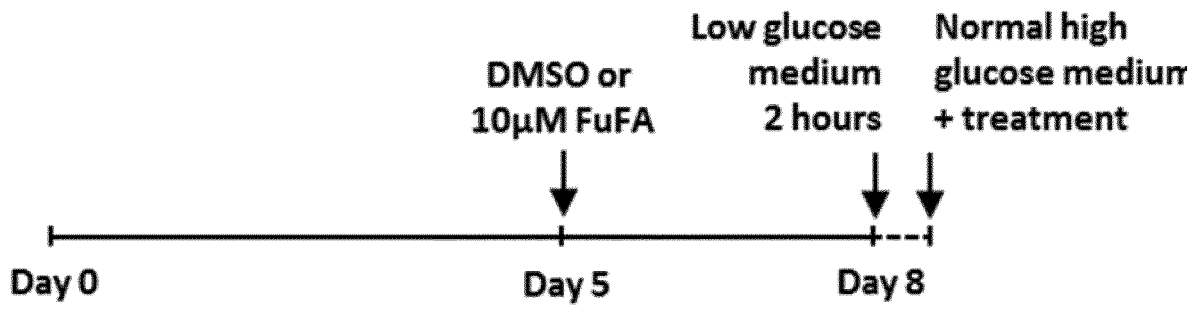 DMSO or
10µM FuFA
Low glucose
medium
2 hours
Normal high
glucose medium
+ treatment
Day 0
Day 5
Day 8